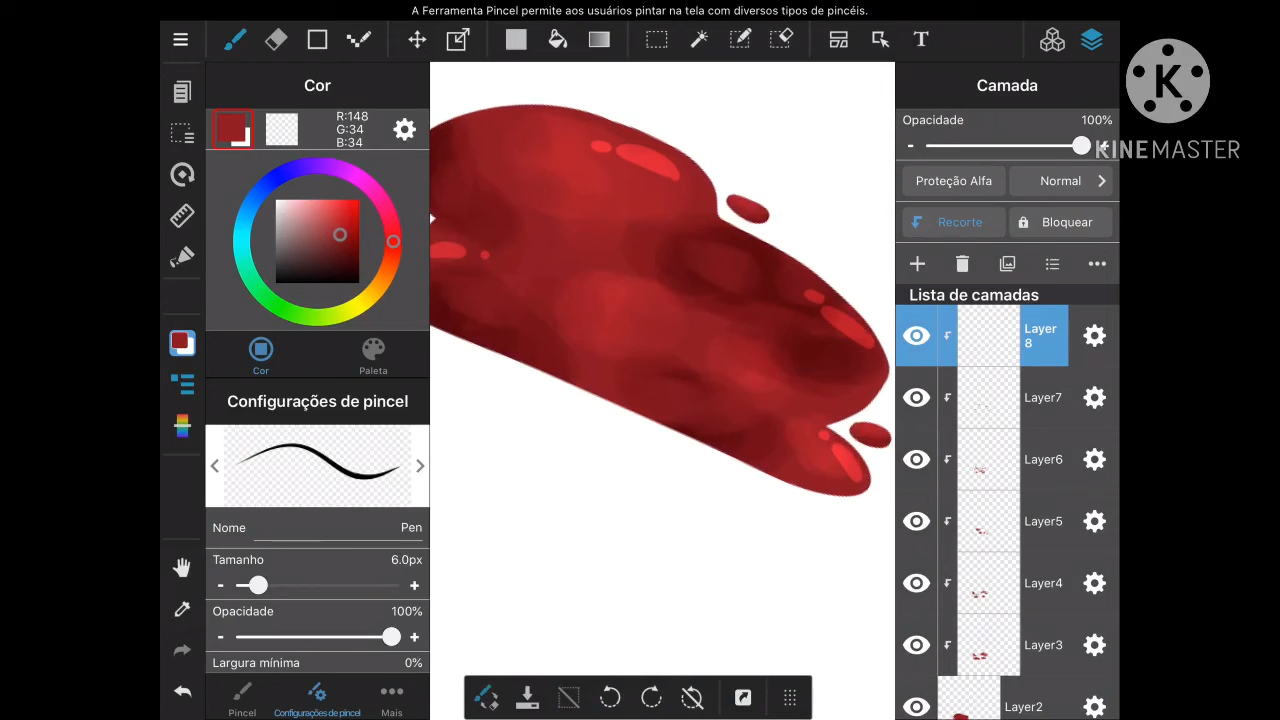 A Ferramenta Pincel permite aos usuários pintar na tela com diversos tipos de pincéis.
T
Cor
R:148
G:34
B:34
Cor
Paleta
Configurações de pincel
Nome Pen
Tamanho 6.0px
- +
Opacidade 100%
- +
Largura mínima 0%
Pincel
Configurações de pincel
Mais
Camada
Opacidade 100%
-
Proteção Alfa
Normal
Recorte
Bloquear
Lista de camadas
Layer
8
Layer7
Layer6
Layer5
Layer4
Layer3
Layer2
K
KINEMASTER